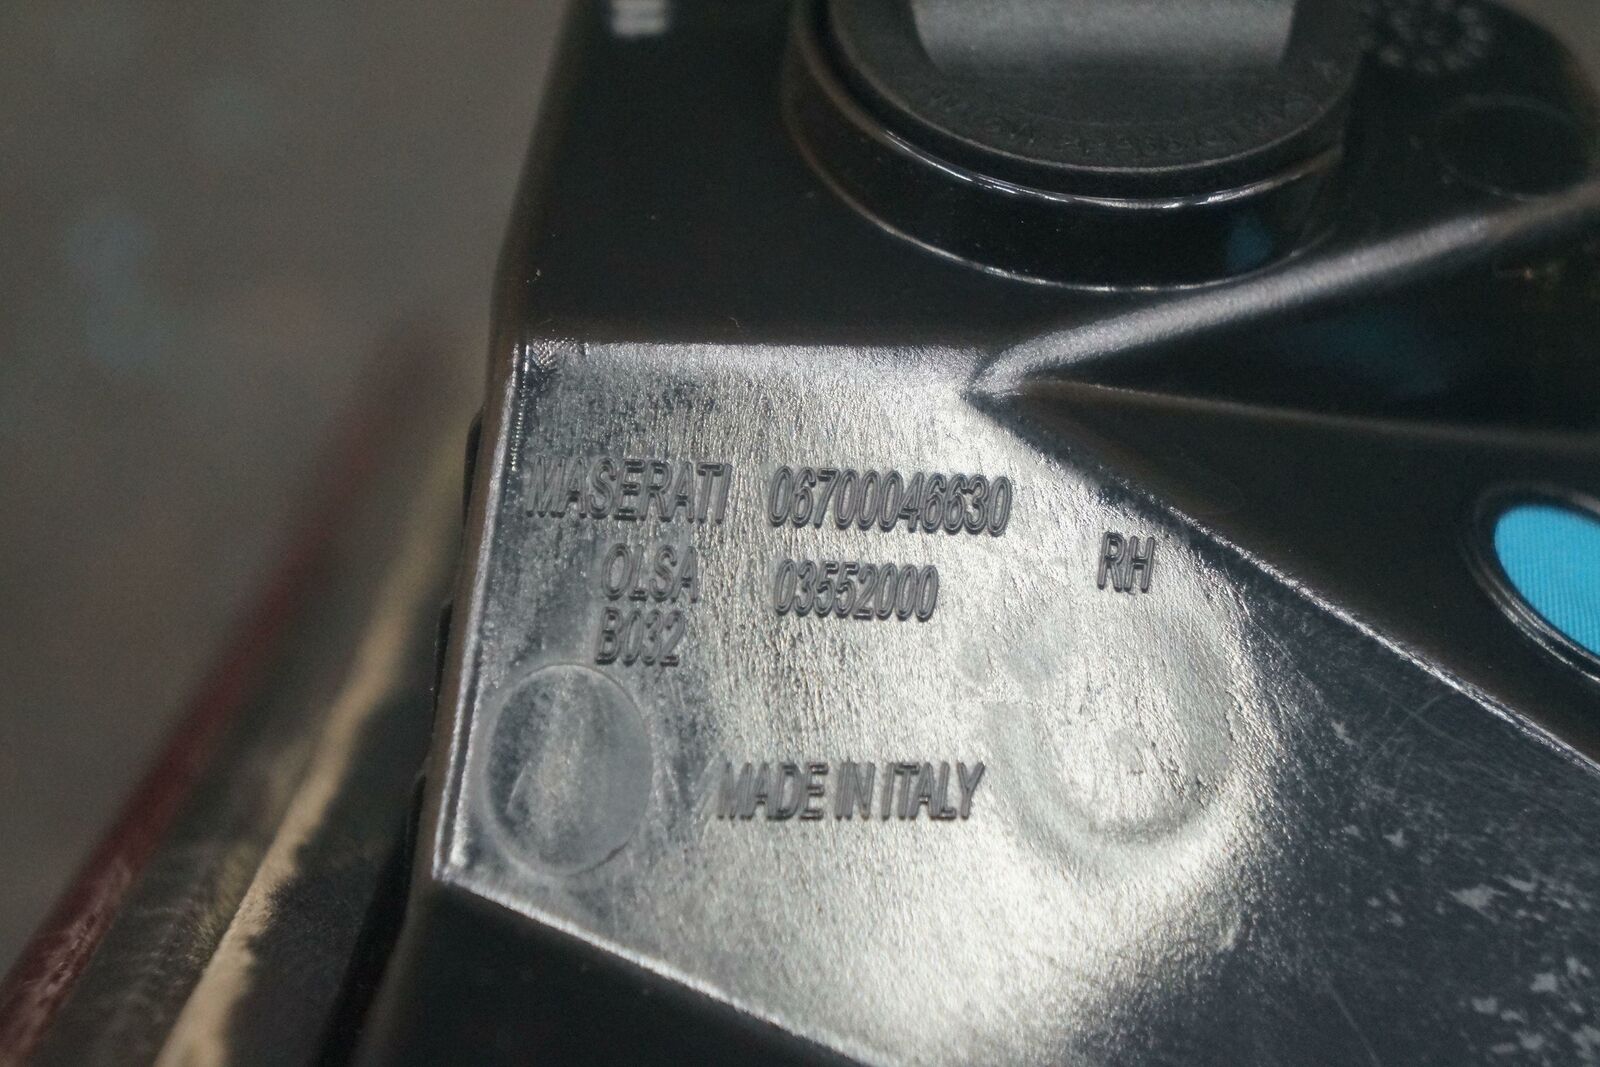 MASERATI 06700046630
RH
OLSA 03552000
B032
MADE IN ITALY